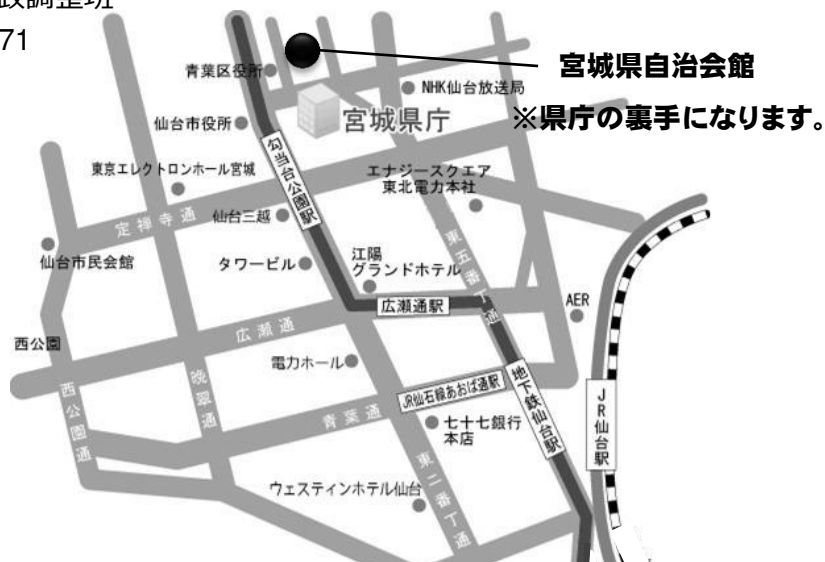 政調整班
71
青葉区役所
宮城県自治会館
NHK仙台放送局
※県庁の裏手になります。
仙台市役所
宮城県庁
勾当台公園駅
東京エレクトロンホール宮城
エナジースクエア
東北電力本社
定禅寺通
仙台三越
東五番丁通
仙台市民会館
タワービル
江陽
グランドホテル
広瀬通駅
AER
広瀬通
西公園
電力ホール
西公園通
晩翠通
JR仙石線あおば通駅
地下鉄仙台駅
JR仙台駅
青葉通
七十七銀行
本店
東二番丁通
ウェスティンホテル仙台